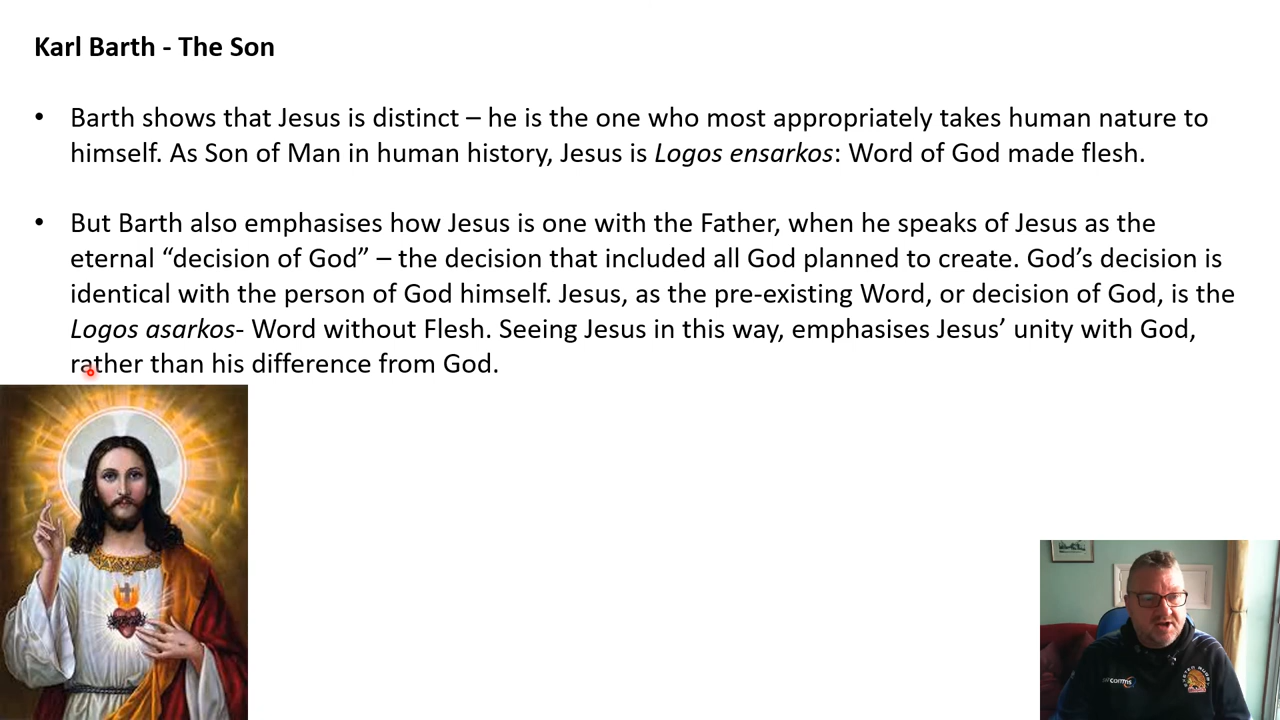 Karl Barth - The Son
• Barth shows that Jesus is distinct – he is the one who most appropriately takes human nature to
himself. As Son of Man in human history, Jesus is Logos ensarkos: Word of God made flesh.
• But Barth also emphasises how Jesus is one with the Father, when he speaks of Jesus as the
eternal “decision of God” – the decision that included all God planned to create. God’s decision is
identical with the person of God himself. Jesus, as the pre-existing Word, or decision of God, is the
Logos asarkos- Word without Flesh. Seeing Jesus in this way, emphasises Jesus’ unity with God,
rather than his difference from God.